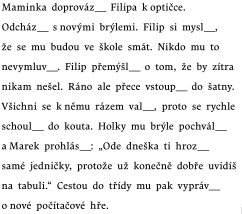 Maminka doprováz__ Filipa k optičce.
Odcház__ s novými brýlemi. Filip si mysl__,
že se mu budou ve škole smát. Nikdo mu to
nevymluv__. Filip přemýšl__ o tom, že by zítra
nikam nešel. Ráno ale přece vstoup__ do šatny.
Všichni se k němu rázem val__, proto se rychle
schoul__ do kouta. Holky mu brýle pochvál__
a Marek prohlás__: „Ode dneška ti hroz__
samé jedničky, protože už konečně dobře uvidíš
na tabuli.“ Cestou do třídy mu pak vypráv__
o nové počítačové hře.